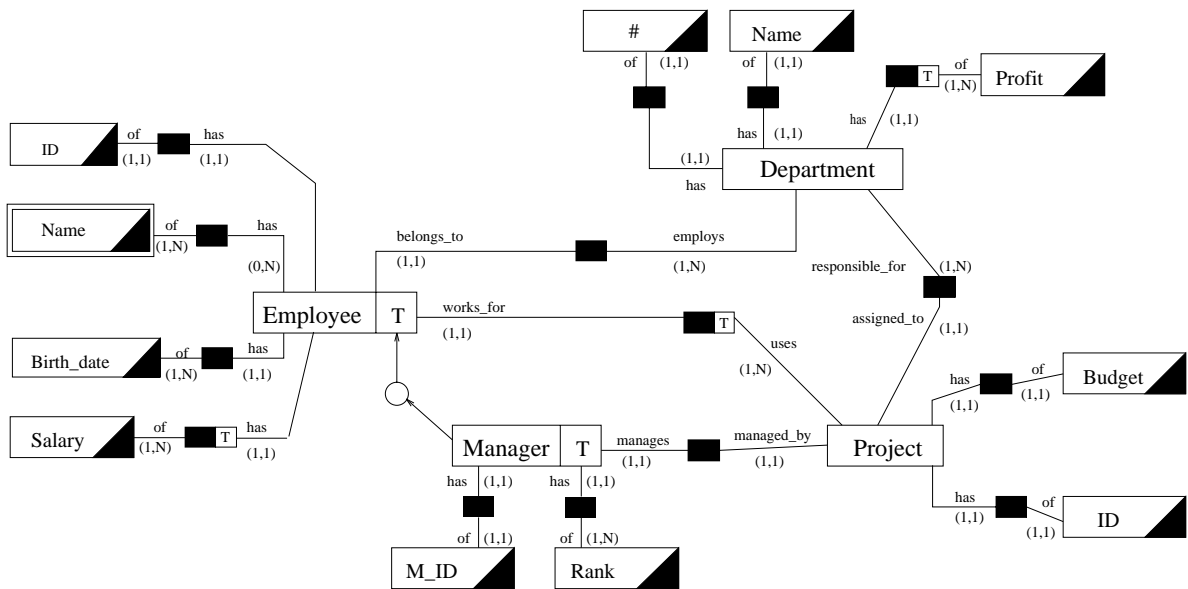 # Name
of (1,1) of (1,1)
of
T Profit
(1,N)
has (1,1) has (1,1)
of has
ID
(1,1) (1,1)
(1,1)
has
Department
Name
of has
(1,N)
(0,N)
belongs_to employs
(1,1) (1,N)
responsible_for (1,N)
Employee T works_for
(1,1)
T
assigned_to (1,1)
uses
(1,N)
Birth_date
of has
(1,N) (1,1)
has of
(1,1) (1,1)
Budget
Salary
of T has
(1,N) (1,1)
Manager T
manages managed_by
(1,1) (1,1)
Project
has (1,1) has (1,1)
has of
(1,1) (1,1)
ID
of (1,1) of (1,N)
M_ID Rank